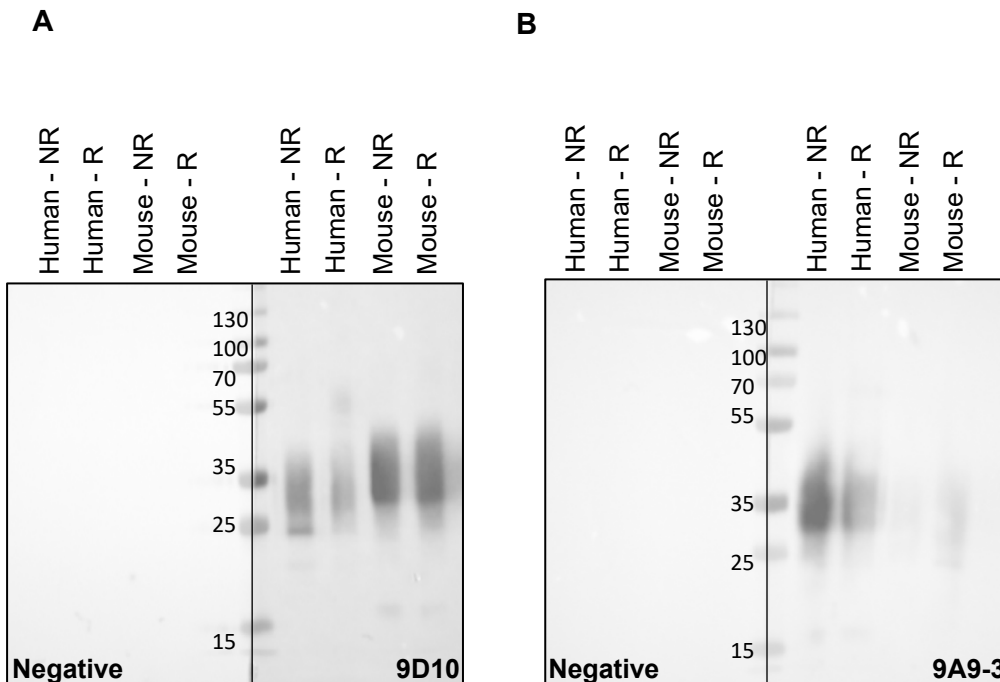 A
Human - NR
Human - R
Mouse - NR
Mouse - R
Human - NR
Human - R
Mouse - NR
Mouse - R
130
100
70
55
35
25
15
Negative
9D10
B
Human - NR
Human - R
Mouse - NR
Mouse - R
Human - NR
Human - R
Mouse - NR
Mouse - R
130
100
70
55
35
25
15
Negative
9A9-3